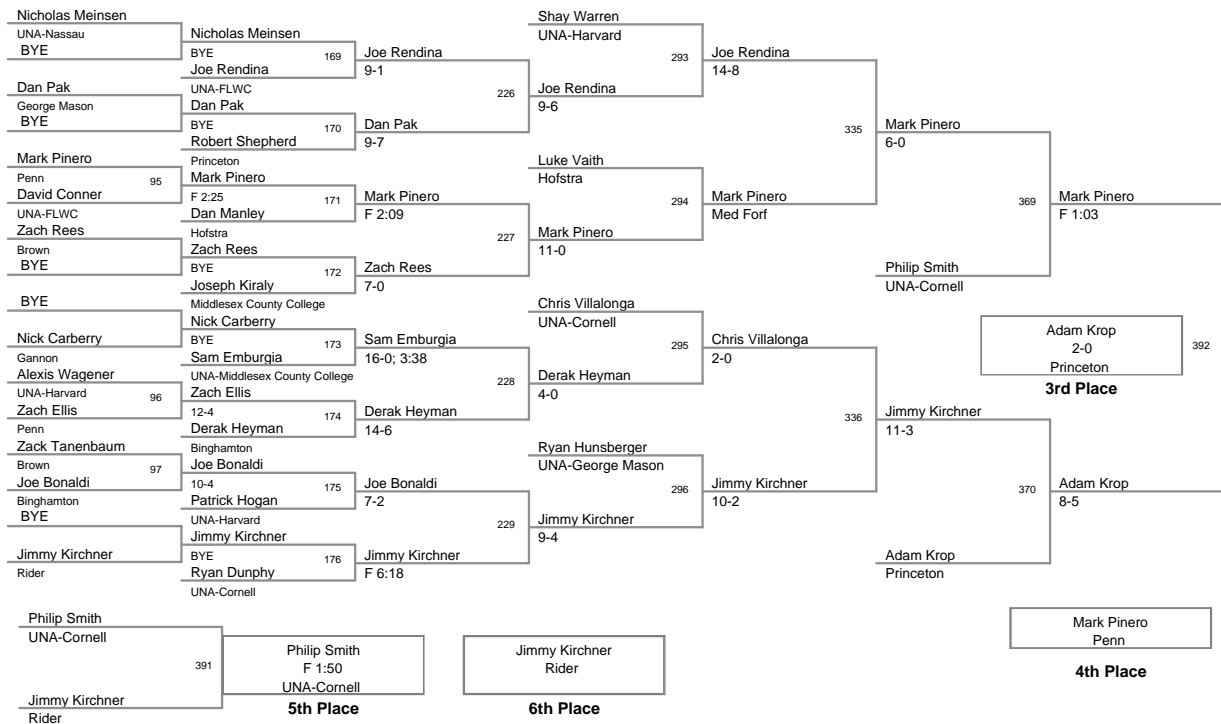 Nicholas Meinsen
UNA-Nassau
BYE
Dan Pak
George Mason
BYE
Mark Pinero
Penn
95
David Conner
UNA-FLWC
Zach Rees
Brown
BYE
BYE
Nick Carberry
Gannon
Alexis Wagener
UNA-Harvard
96
Zach Ellis
Penn
Zack Tanenbaum
Brown
97
Joe Bonaldi
Binghamton
BYE
Jimmy Kirchner
Rider
Nicholas Meinsen
BYE
169
Joe Rendina
UNA-FLWC
Dan Pak
BYE
170
Robert Shepherd
Princeton
Mark Pinero
F 2:25
171
Dan Manley
Hofstra
Zach Rees
BYE
172
Joseph Kiraly
Middlesex County College
Nick Carberry
BYE
173
Sam Emburgia
UNA-Middlesex County College
Zach Ellis
12-4
174
Derak Heyman
Binghamton
Joe Bonaldi
10-4
175
Patrick Hogan
UNA-Harvard
Jimmy Kirchner
BYE
176
Ryan Dunphy
UNA-Cornell
Joe Rendina
9-1
226
Dan Pak
9-7
Mark Pinero
F 2:09
227
Zach Rees
7-0
Sam Emburgia
16-0; 3:38
228
Derak Heyman
14-6
Joe Bonaldi
7-2
229
Jimmy Kirchner
F 6:18
Shay Warren
UNA-Harvard
293
Joe Rendina
9-6
Luke Vaith
Hofstra
294
Mark Pinero
11-0
Chris Villalonga
UNA-Cornell
295
Derak Heyman
4-0
Ryan Hunsberger
UNA-George Mason
296
Jimmy Kirchner
9-4
Joe Rendina
14-8
335
Mark Pinero
Med Forf
Chris Villalonga
2-0
336
Jimmy Kirchner
10-2
Mark Pinero
6-0
369
Philip Smith
UNA-Cornell
Jimmy Kirchner
11-3
370
Adam Krop
Princeton
Mark Pinero
F 1:03
Adam Krop
8-5
Adam Krop
2-0
Princeton
392
3rd Place
Mark Pinero
Penn
4th Place
Philip Smith
UNA-Cornell
391
Jimmy Kirchner
Rider
Philip Smith
F 1:50
UNA-Cornell
5th Place
Jimmy Kirchner
Rider
6th Place